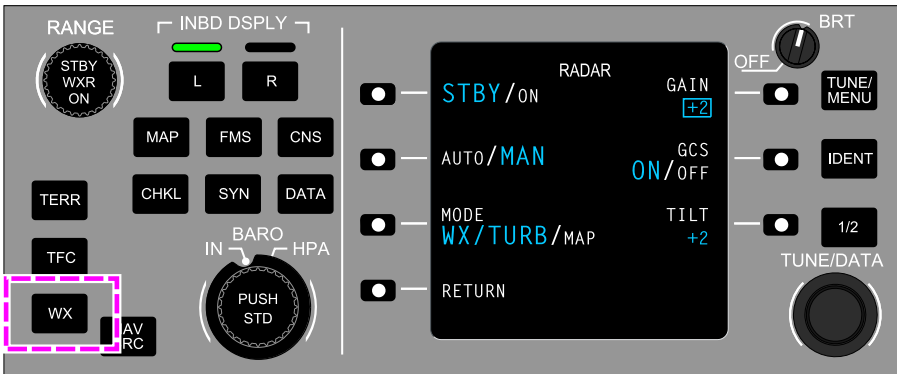 RANGE
STBY
WXR
ON
INBD DSPLY
L
R
MAP
FMS
CNS
CHKL
SYN
DATA
TERR
TFC
WX
AV
RC
IN
BARO
HPA
PUSH
STD
RADAR
STBY/ON
GAIN
+2
AUTO/MAN
GCS
ON/OFF
MODE
WX/TURB/MAP
TILT
+2
RETURN
BRT
OFF
TUNE/
MENU
IDENT
1/2
TUNE/DATA